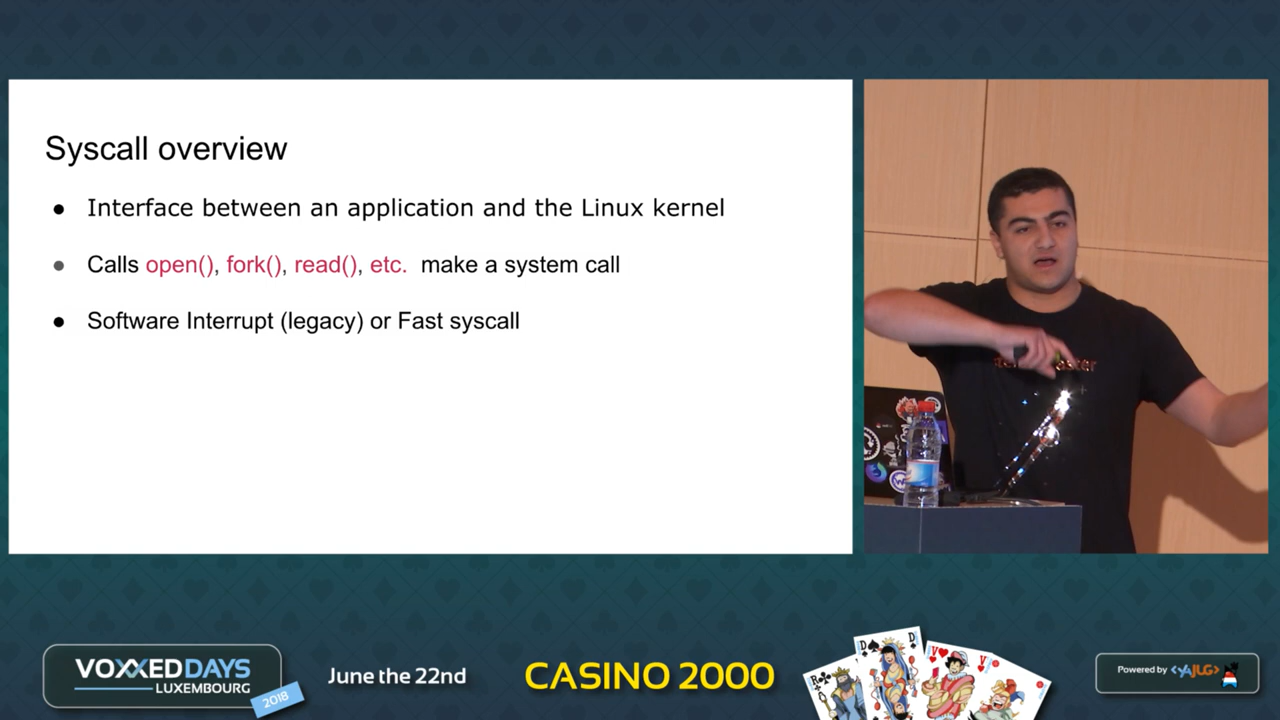 Syscall overview
● Interface between an application and the Linux kernel
● Calls open(), fork(), read(), etc. make a system call
● Software Interrupt (legacy) or Fast syscall
VOXXED DAYS
LUXEMBOURG
2018
June the 22nd
CASINO 2000
Powered by <YAJUG>